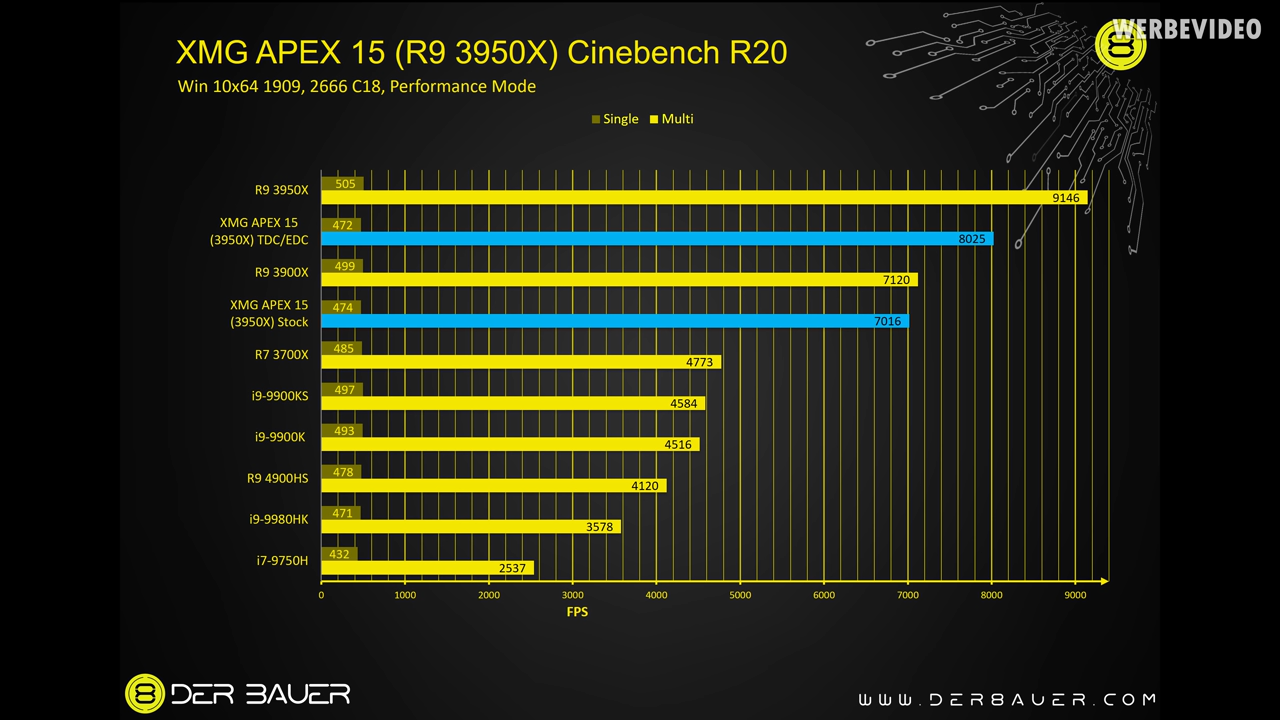 WERBEVIDEO
XMG APEX 15 (R9 3950X) Cinebench R20
Win 10x64 1909, 2666 C18, Performance Mode
Single Multi
R9 3950X 505 9146
XMG APEX 15
(3950X) TDC/EDC 472 8025
R9 3900X 499 7120
XMG APEX 15
(3950X) Stock 474 7016
R7 3700X 485 4773
i9-9900KS 497 4584
i9-9900K 493 4516
R9 4900HS 478 4120
i9-9980HK 471 3578
i7-9750H 432 2537
0 1000 2000 3000 4000 5000 6000 7000 8000 9000
FPS
8 DER 8AUER
WWW.DER8AUER.COM